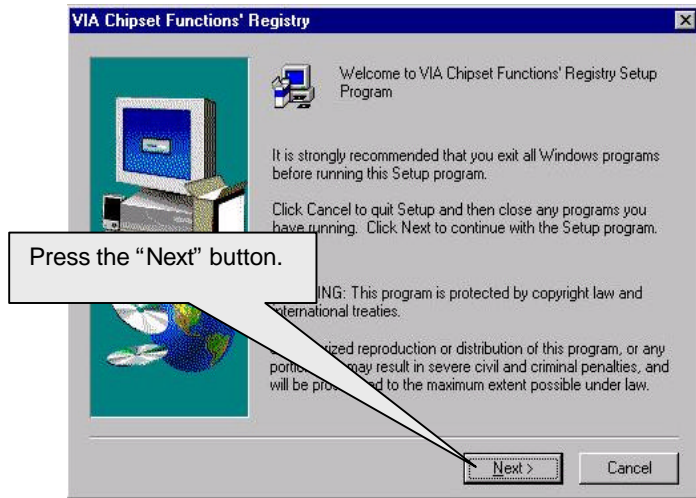 VIA Chipset Functions' Registry
Welcome to VIA Chipset Functions' Registry Setup
Program
It is strongly recommended that you exit all Windows programs
before running this Setup program.
Click Cancel to quit Setup and then close any programs you
have running. Click Next to continue with the Setup program.
Press the “Next” button.
ING: This program is protected by copyright law and
international treaties.
ized reproduction or distribution of this program, or any
may result in severe civil and criminal penalties, and
will be to the maximum extent possible under law.
Next >
Cancel